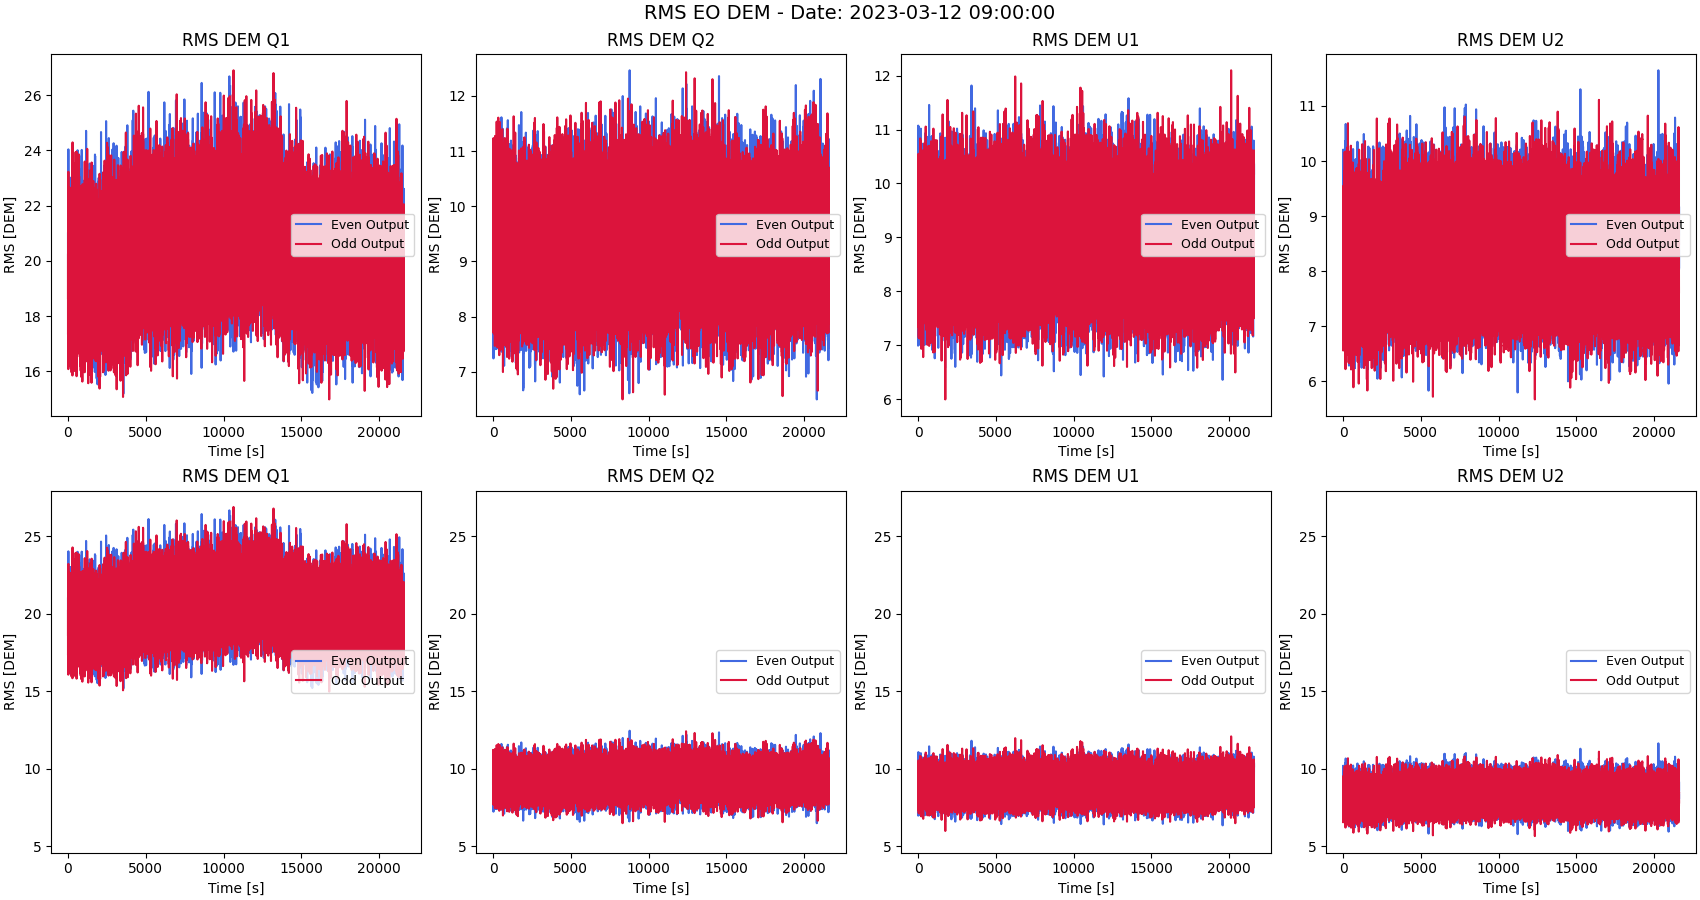 RMS EO DEM - Date: 2023-03-12 09:00:00
RMS DEM Q1
RMS [DEM]
26
24
22
20
18
16
0 5000 10000 15000 20000
Time [s]
Even Output
Odd Output
RMS DEM Q2
RMS [DEM]
12
11
10
9
8
7
0 5000 10000 15000 20000
Time [s]
Even Output
Odd Output
RMS DEM U1
RMS [DEM]
12
11
10
9
8
7
6
0 5000 10000 15000 20000
Time [s]
Even Output
Odd Output
RMS DEM U2
RMS [DEM]
11
10
9
8
7
6
0 5000 10000 15000 20000
Time [s]
Even Output
Odd Output
RMS DEM Q1
RMS [DEM]
25
20
15
10
5
0 5000 10000 15000 20000
Time [s]
Even Output
Odd Output
RMS DEM Q2
RMS [DEM]
25
20
15
10
5
0 5000 10000 15000 20000
Time [s]
Even Output
Odd Output
RMS DEM U1
RMS [DEM]
25
20
15
10
5
0 5000 10000 15000 20000
Time [s]
Even Output
Odd Output
RMS DEM U2
RMS [DEM]
25
20
15
10
5
0 5000 10000 15000 20000
Time [s]
Even Output
Odd Output